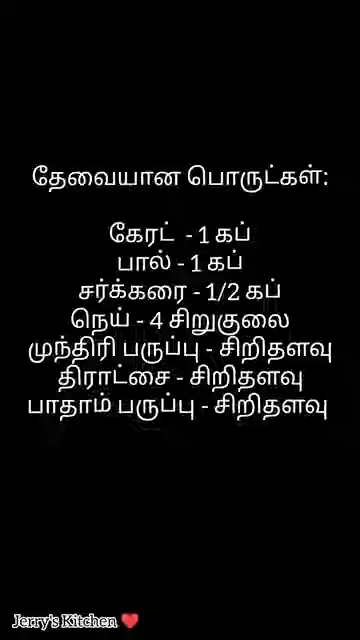 தேவையான பொருட்கள்:
கேரட் - 1 கப்
பால் - 1 கப்
சர்க்கரை - 1/2 கப்
நெய் - 4 சிறுகுலை
முந்திரி பருப்பு - சிறிதளவு
திராட்சை - சிறிதளவு
பாதாம் பருப்பு - சிறிதளவு
Jerry's Kitchen ❤️